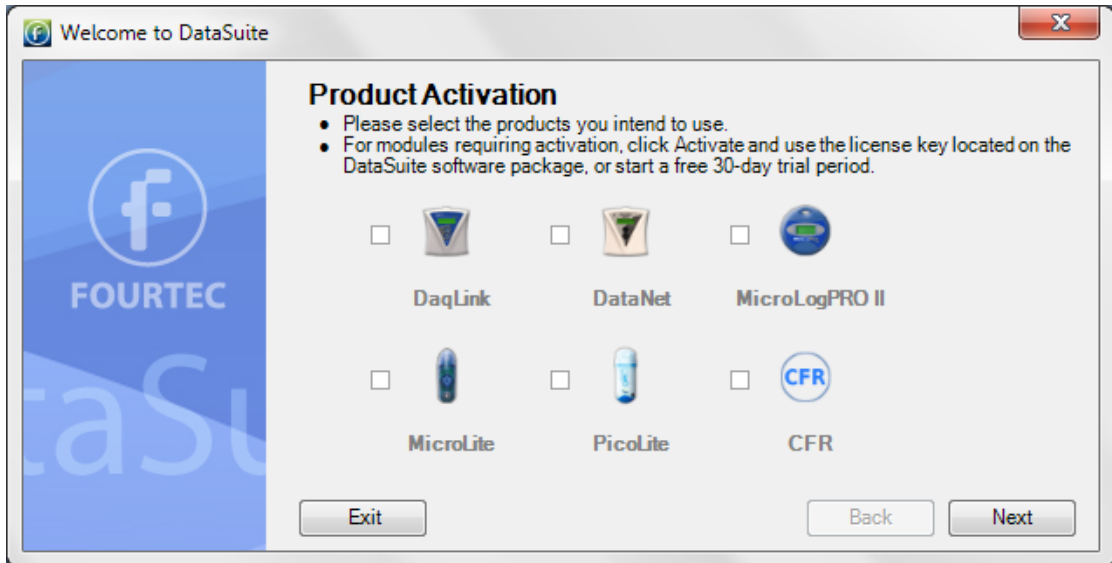 Welcome to DataSuite
Product Activation
• Please select the products you intend to use.
• For modules requiring activation, click Activate and use the license key located on the
DataSuite software package, or start a free 30-day trial period.
f
FOURTEC
taSu
DaqLink
DataNet
MicroLogPRO II
CFR
MicroLite
PicoLite
CFR
Exit
Back
Next